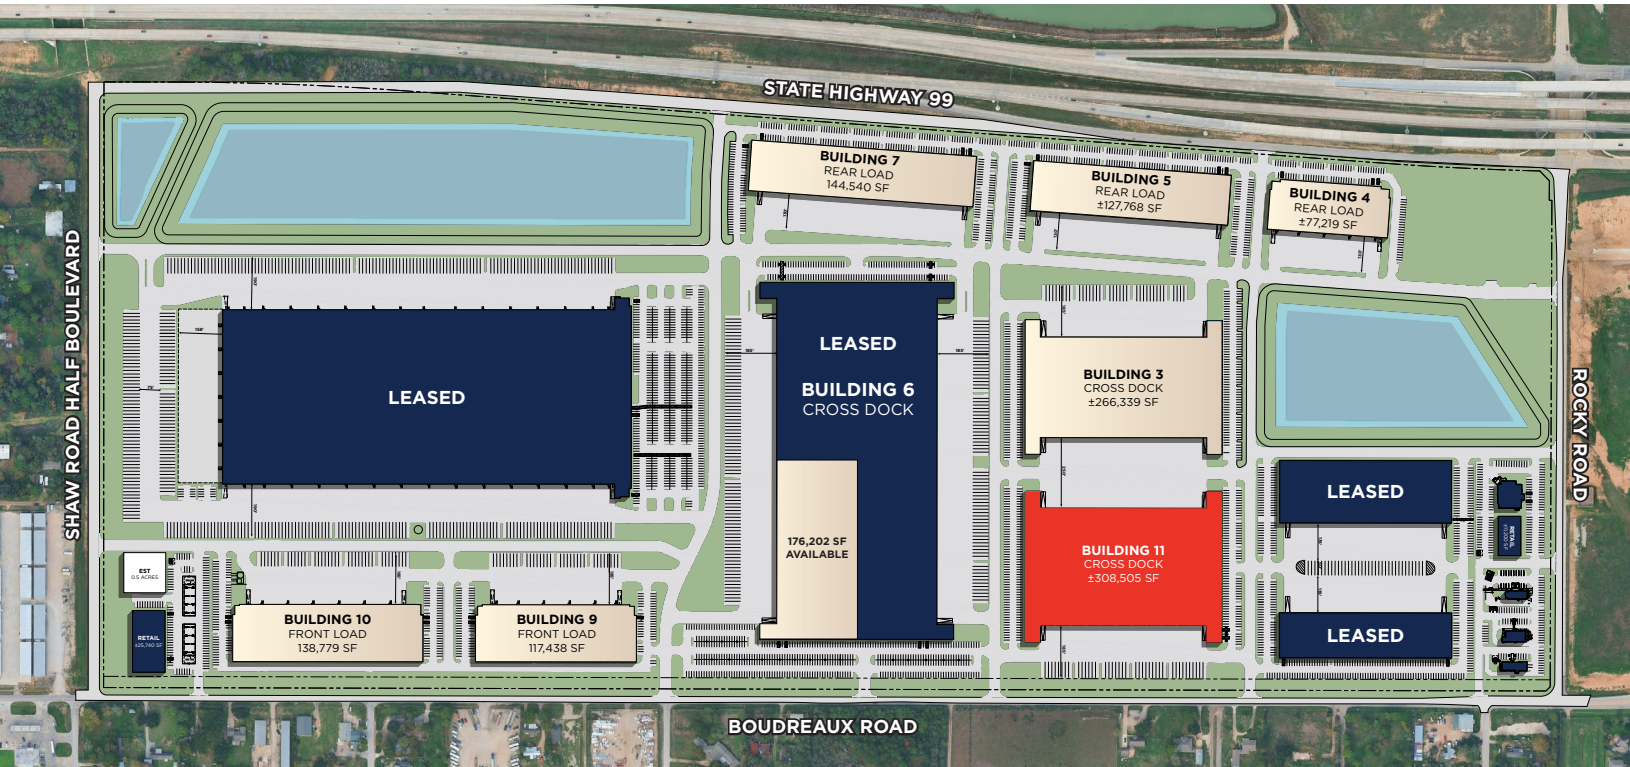 STATE HIGHWAY 99
BUILDING 7
REAR LOAD
144,540 SF
BUILDING 5
REAR LOAD
±127,768 SF
BUILDING 4
REAR LOAD
±77,219 SF
SHAW ROAD HALF BOULEVARD
LEASED
LEASED
BUILDING 6
CROSS DOCK
176,202 SF
AVAILABLE
BUILDING 3
CROSS DOCK
±266,339 SF
BUILDING 11
CROSS DOCK
±308,505 SF
ROCKY ROAD
LEASED
RETAIL
LEASED
EST
0.5 ACRES
RETAIL
±25,740 SF
BUILDING 10
FRONT LOAD
138,779 SF
BUILDING 9
FRONT LOAD
117,438 SF
BOUDREAUX ROAD